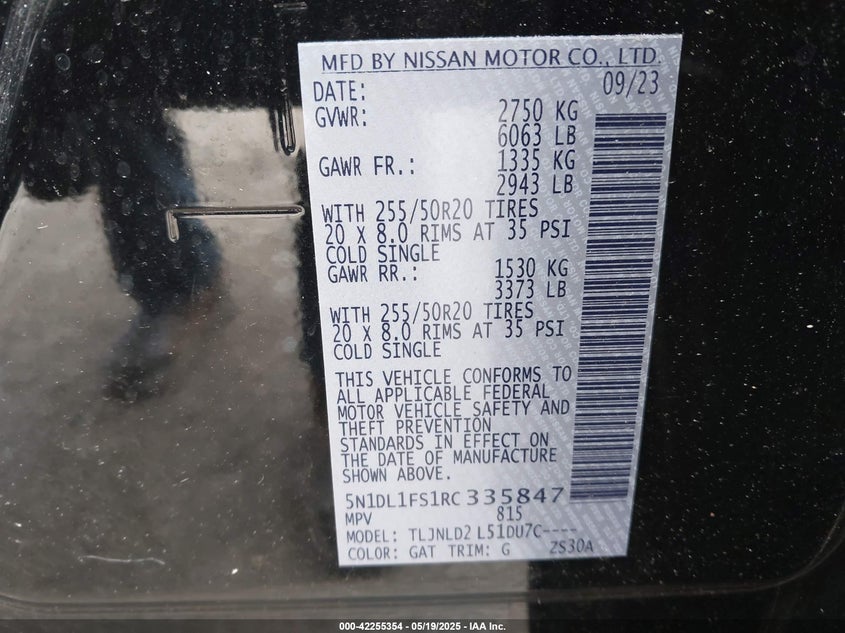 MFD BY NISSAN MOTOR CO., LTD.
DATE: 09/23
GVWR: 2750 KG
6063 LB
GAWR FR.: 1335 KG
2943 LB
WITH 255/50R20 TIRES
20 X 8.0 RIMS AT 35 PSI
COLD SINGLE
GAWR RR.: 1530 KG
3373 LB
WITH 255/50R20 TIRES
20 X 8.0 RIMS AT 35 PSI
COLD SINGLE
THIS VEHICLE CONFORMS TO
ALL APPLICABLE FEDERAL
MOTOR VEHICLE SAFETY AND
THEFT PREVENTION
STANDARDS IN EFFECT ON
THE DATE OF MANUFACTURE
SHOWN ABOVE.
5N1DL1FS1RC335847
MPV 815
MODEL: TLJNLD2 L51DU7C----
COLOR: GAT TRIM: G ZS30A
000-42255354 - 05/19/2025 - IAA Inc.